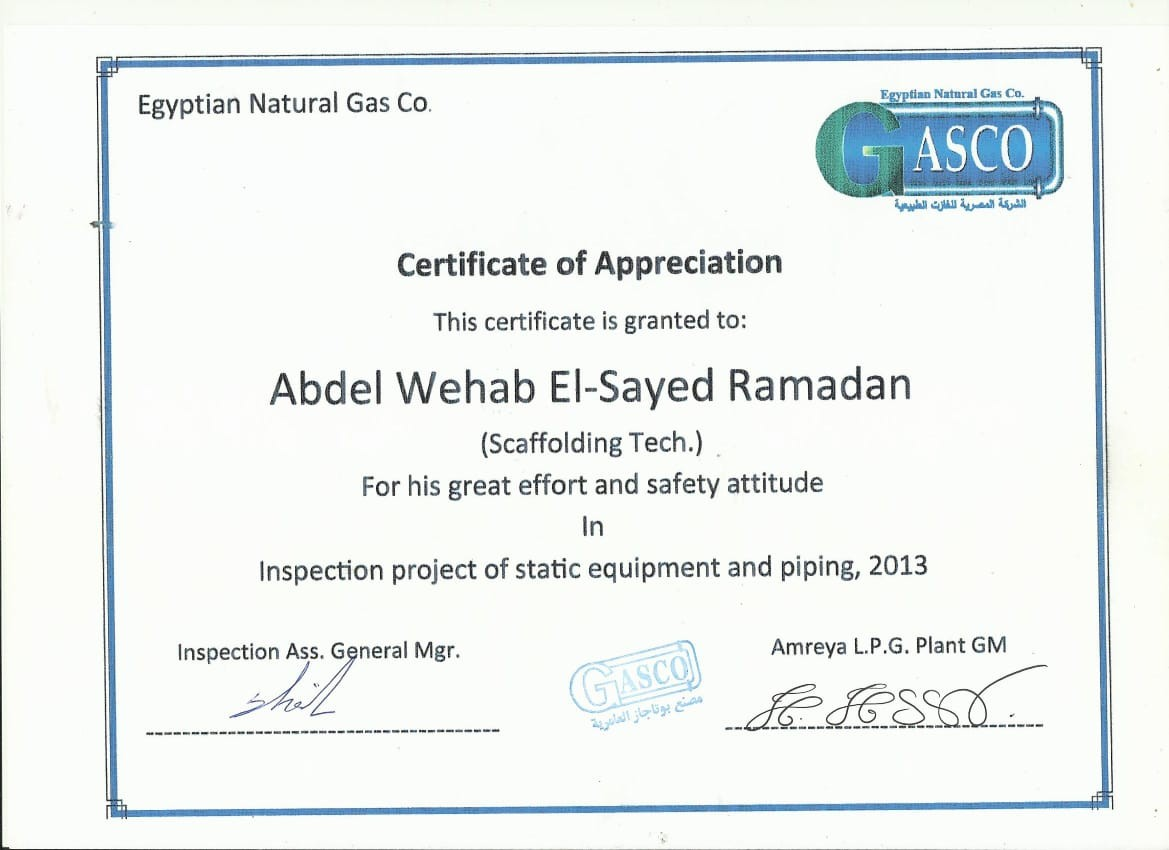 Egyptian Natural Gas Co.
Egyptian Natural Gas Co.
GASCO
الشركة المصرية للغازات الطبيعية
Certificate of Appreciation
This certificate is granted to:
Abdel Wehab El-Sayed Ramadan
(Scaffolding Tech.)
For his great effort and safety attitude
In
Inspection project of static equipment and piping, 2013
Inspection Ass. General Mgr.
Amreya L.P.G. Plant GM
GASCO
مصنع بوتاجاز العامرية